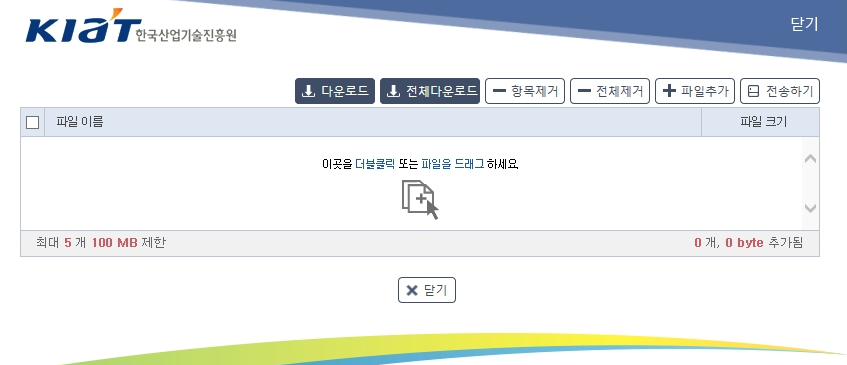 닫기
KIAT 한국산업기술진흥원
다운로드 전체다운로드 항목제거 전체제거 파일추가 전송하기
파일 이름 파일 크기
이곳을 더블클릭 또는 파일을 드래그 하세요.
최대 5 개 100 MB 제한 0 개, 0 byte 추가됨
닫기